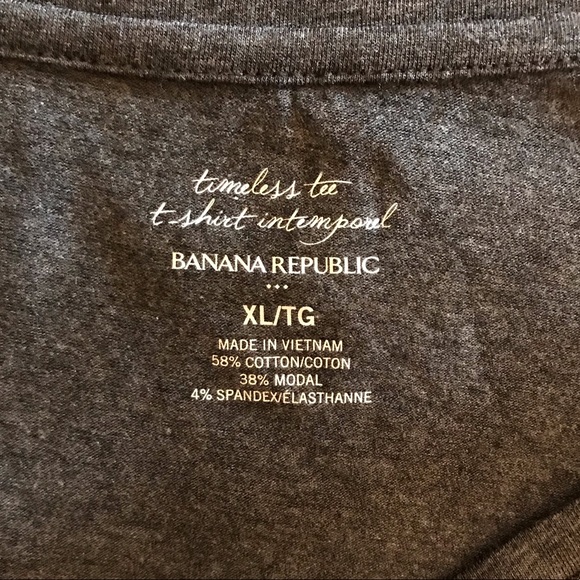 timeless tee
t-shirt intemporel
BANANA REPUBLIC
...
XL/TG
MADE IN VIETNAM
58% COTTON/COTON
38% MODAL
4% SPANDEX/ÉLASTHANNE